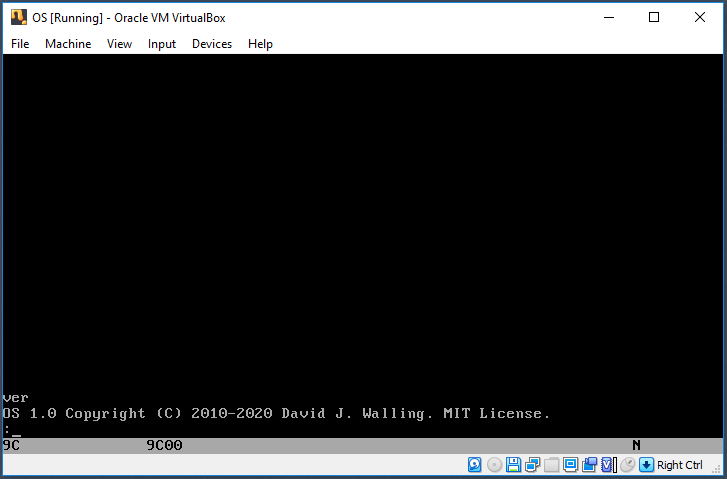 OS [Running] - Oracle VM VirtualBox
File Machine View Input Devices Help
ver
OS 1.0 Copyright (C) 2010-2020 David J. Walling. MIT License.
:_
9C 9C00 N
Right Ctrl